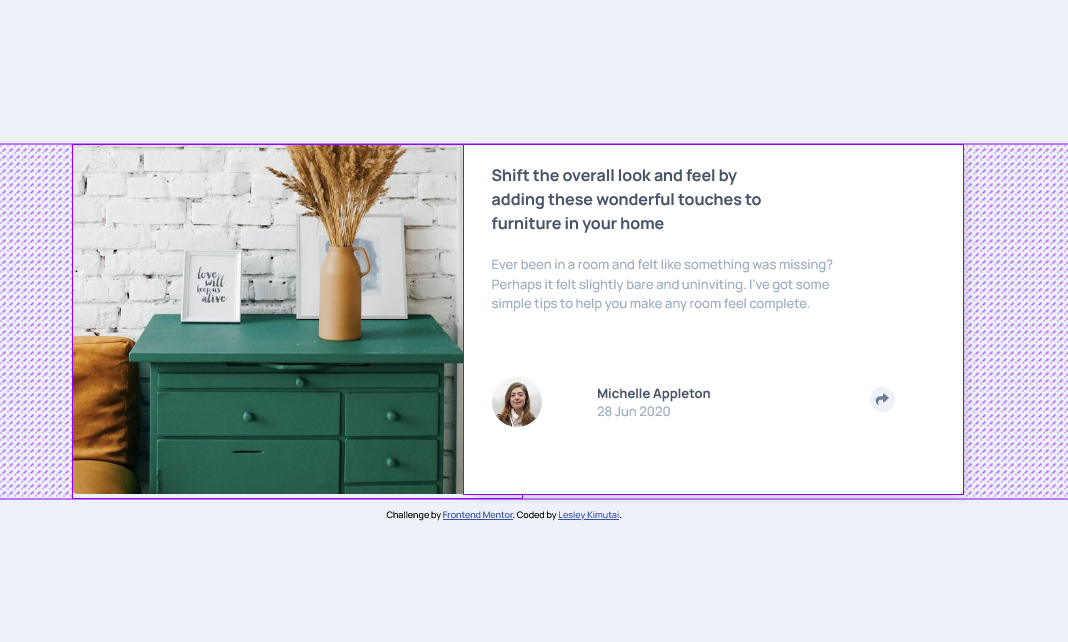 love
will
keep us
alive
Shift the overall look and feel by
adding these wonderful touches to
furniture in your home
Ever been in a room and felt like something was missing?
Perhaps it felt slightly bare and uninviting. I've got some
simple tips to help you make any room feel complete.
Michelle Appleton
28 Jun 2020
Challenge by Frontend Mentor. Coded by Lesley Kimutai.